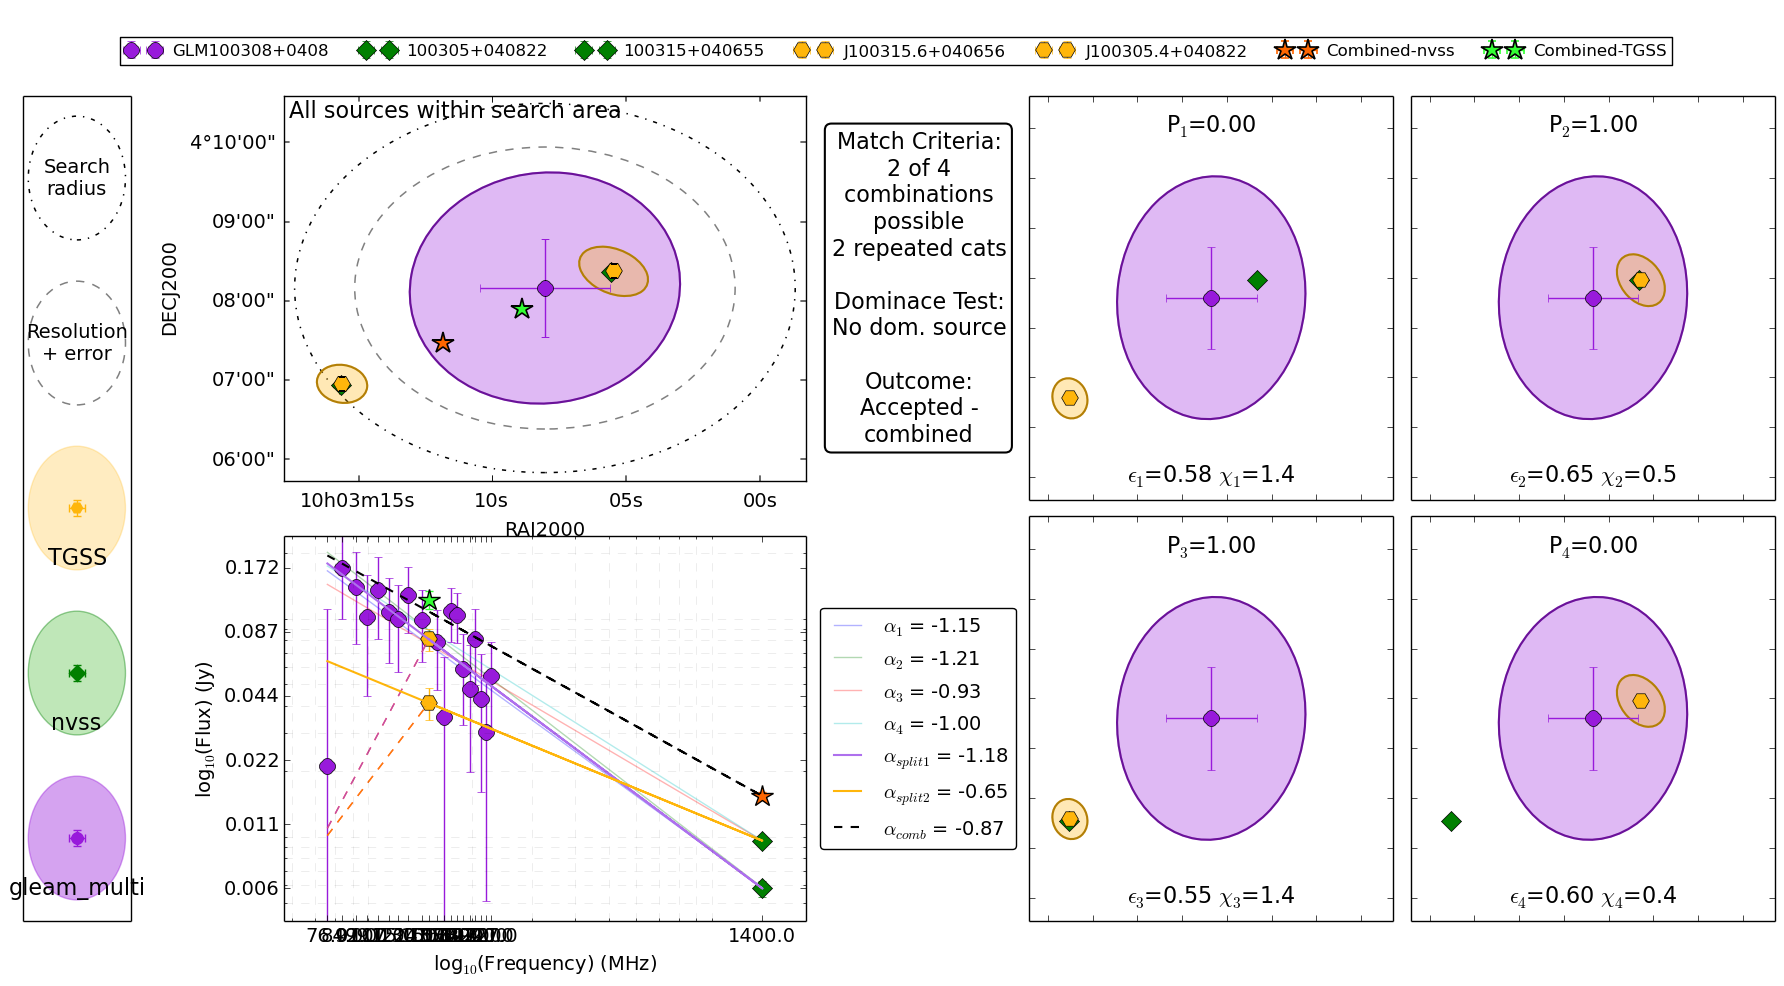 GLM100308+0408 100305+040822 100315+040655 J100315.6+040656 J100305.4+040822 Combined-nvss Combined-TGSS
Search
radius
Resolution
+ error
TGSS
nvss
gleam_multi
All sources within search area
4°10'00"
09'00"
08'00"
07'00"
06'00"
DECJ2000
10h03m15s 10s 05s 00s
RAJ2000
Match Criteria:
2 of 4
combinations
possible
2 repeated cats
Dominace Test:
No dom. source
Outcome:
Accepted -
combined
P1=0.00
ϵ1=0.58 χ1=1.4
P2=1.00
ϵ2=0.65 χ2=0.5
P3=1.00
ϵ3=0.55 χ3=1.4
P4=0.00
ϵ4=0.60 χ4=0.4
0.172
0.087
0.044
0.022
0.011
0.006
log10(Flux) (Jy)
1400.0
log10(Frequency) (MHz)
α1 = -1.15
α2 = -1.21
α3 = -0.93
α4 = -1.00
αsplit1 = -1.18
αsplit2 = -0.65
αcomb = -0.87